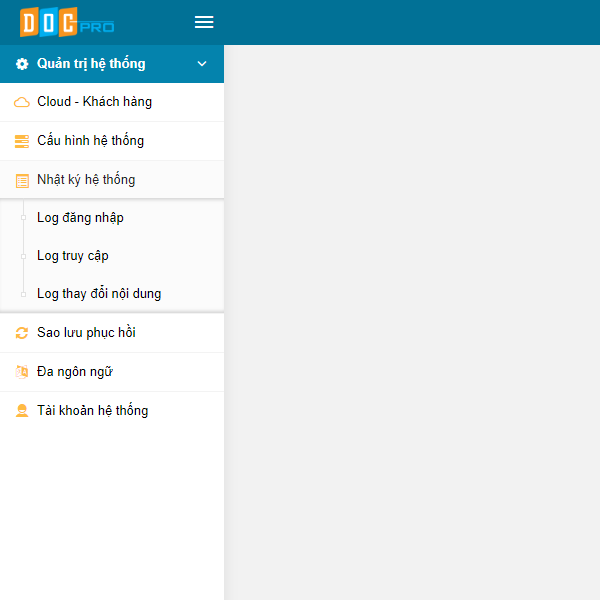 DOC PRO
Quản trị hệ thống
Cloud - Khách hàng
Cấu hình hệ thống
Nhật ký hệ thống
Log đăng nhập
Log truy cập
Log thay đổi nội dung
Sao lưu phục hồi
Đa ngôn ngữ
Tài khoản hệ thống